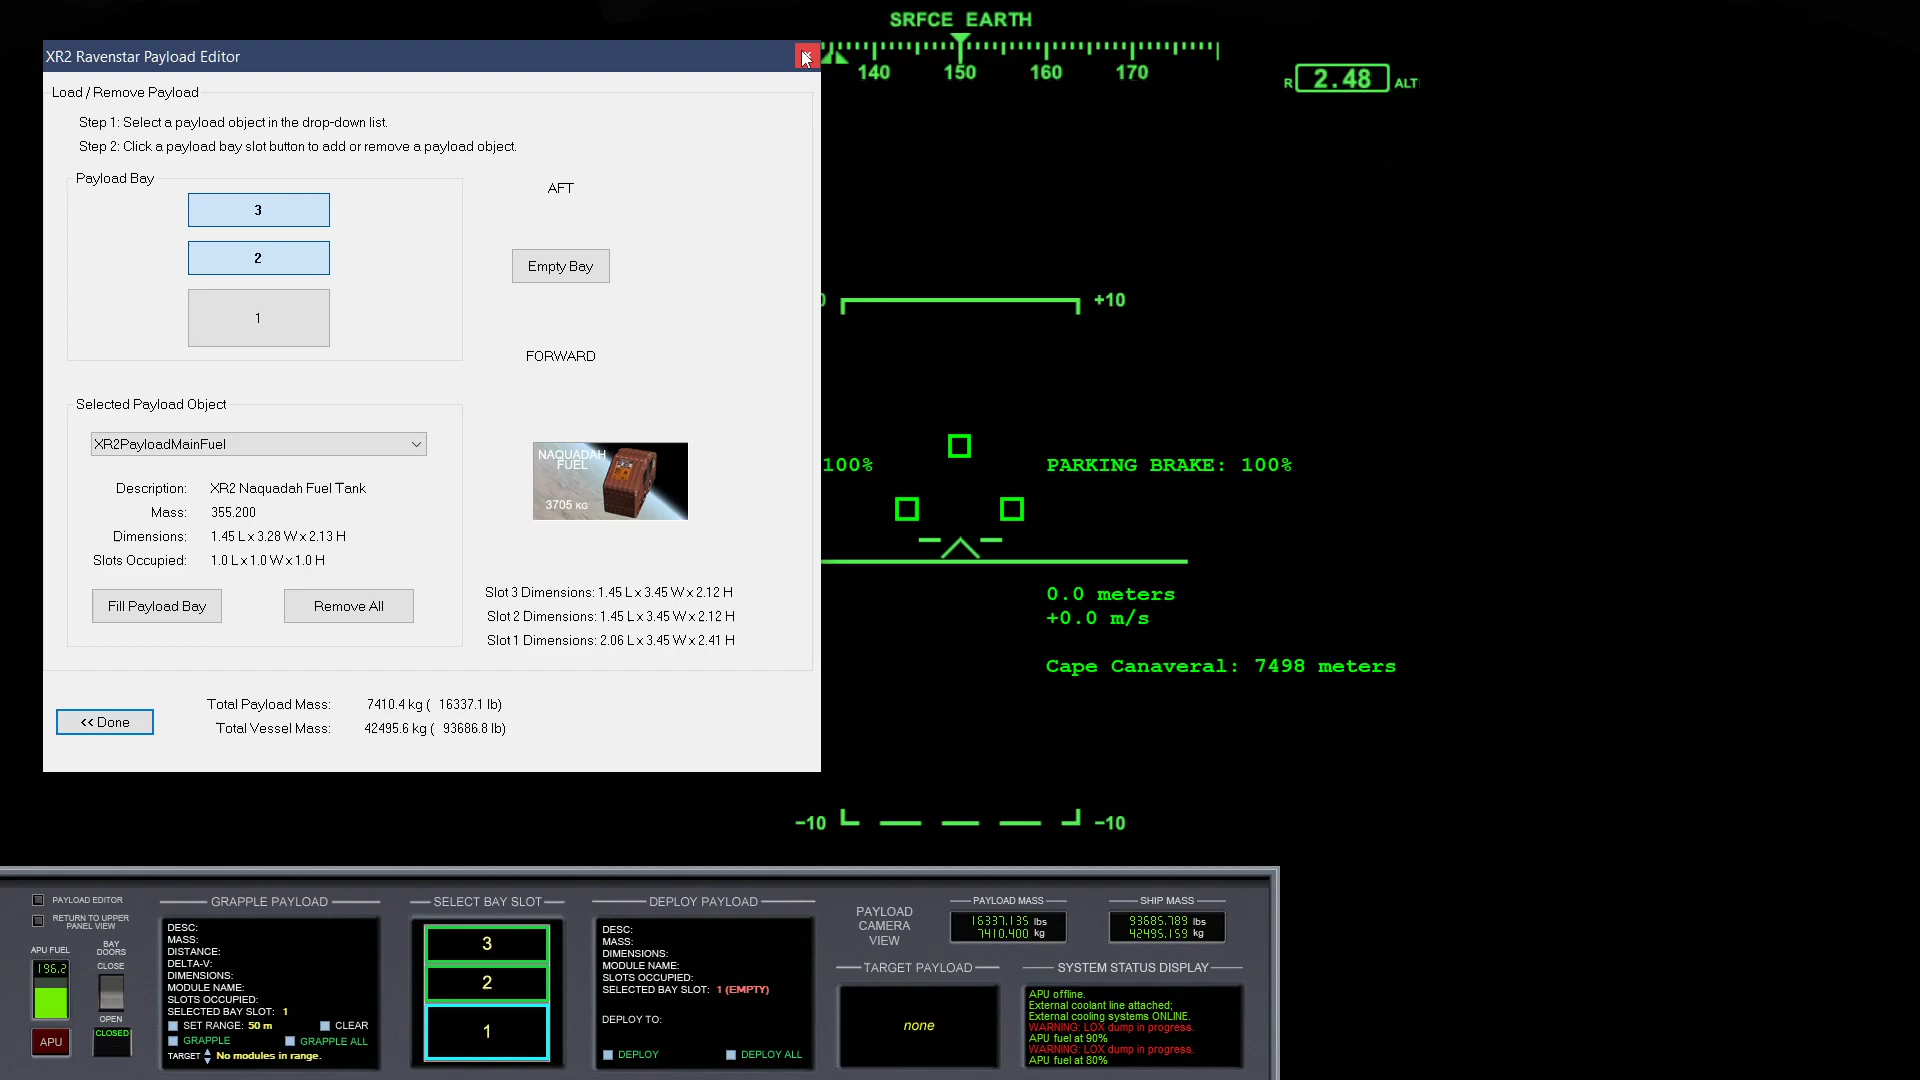 SRFCE EARTH
140 150 160 170
R 2.48 ALT
XR2 Ravenstar Payload Editor
Load / Remove Payload
Step 1: Select a payload object in the drop-down list.
Step 2: Click a payload bay slot button to add or remove a payload object.
Payload Bay
3
2
1
AFT
Empty Bay
FORWARD
Selected Payload Object
XR2PayloadMainFuel
Description: XR2 Naquadah Fuel Tank
Mass: 355.200
Dimensions: 1.45 L x 3.28 W x 2.13 H
Slots Occupied: 1.0 L x 1.0 W x 1.0 H
Fill Payload Bay
Remove All
NAQUADAH
FUEL
3705 KG
Slot 3 Dimensions: 1.45 L x 3.45 W x 2.12 H
Slot 2 Dimensions: 1.45 L x 3.45 W x 2.12 H
Slot 1 Dimensions: 2.06 L x 3.45 W x 2.41 H
<< Done
Total Payload Mass: 7410.4 kg ( 16337.1 lb)
Total Vessel Mass: 42495.6 kg ( 93686.8 lb)
0 +10
100%
PARKING BRAKE: 100%
0.0 meters
+0.0 m/s
Cape Canaveral: 7498 meters
-10 -10
PAYLOAD EDITOR
RETURN TO UPPER
PANEL VIEW
APU FUEL
196.2
APU
BAY
DOORS
CLOSE
OPEN
CLOSED
GRAPPLE PAYLOAD
DESC:
MASS:
DISTANCE:
DELTA-V:
DIMENSIONS:
MODULE NAME:
SLOTS OCCUPIED:
SELECTED BAY SLOT: 1
SET RANGE: 50 m CLEAR
GRAPPLE GRAPPLE ALL
TARGET No modules in range.
SELECT BAY SLOT
3
2
1
DEPLOY PAYLOAD
DESC:
MASS:
DIMENSIONS:
MODULE NAME:
SLOTS OCCUPIED:
SELECTED BAY SLOT: 1 (EMPTY)
DEPLOY TO:
DEPLOY DEPLOY ALL
PAYLOAD
CAMERA
VIEW
PAYLOAD MASS
16337.135 lbs
7410.400 kg
SHIP MASS
93685.789 lbs
42495.159 kg
TARGET PAYLOAD
none
SYSTEM STATUS DISPLAY
APU offline.
External coolant line attached;
External cooling systems ONLINE.
WARNING: LOX dump in progress.
APU fuel at 90%
WARNING: LOX dump in progress.
APU fuel at 80%